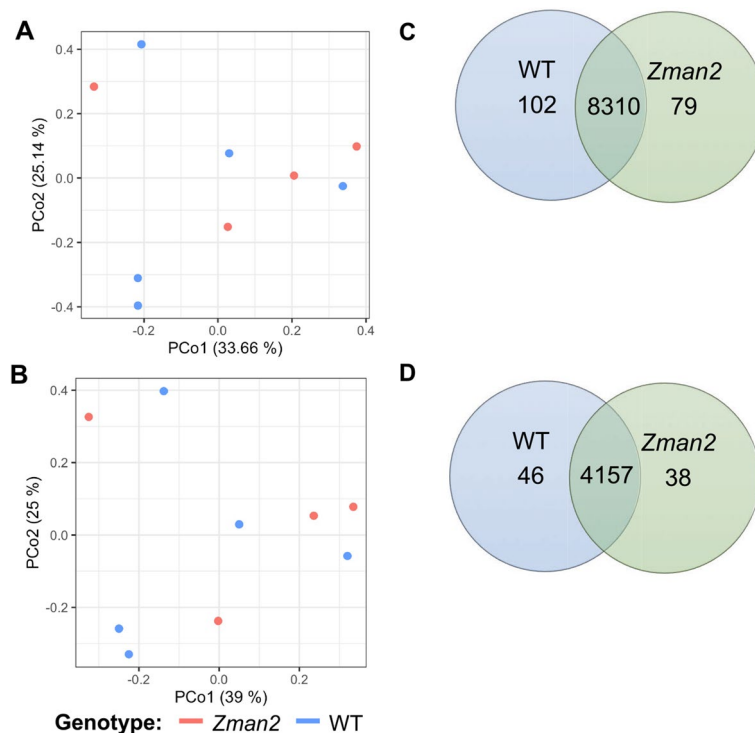 A
0.4
0.2
0.0
-0.2
-0.4
PCo2 (25.14 %)
-0.2 0.0 0.2 0.4
PCo1 (33.66 %)
C
WT Zman2
102 8310 79
B
0.4
0.2
0.0
-0.2
PCo2 (25 %)
-0.2 0.0 0.2
PCo1 (39 %)
D
WT Zman2
46 4157 38
Genotype: Zman2 WT